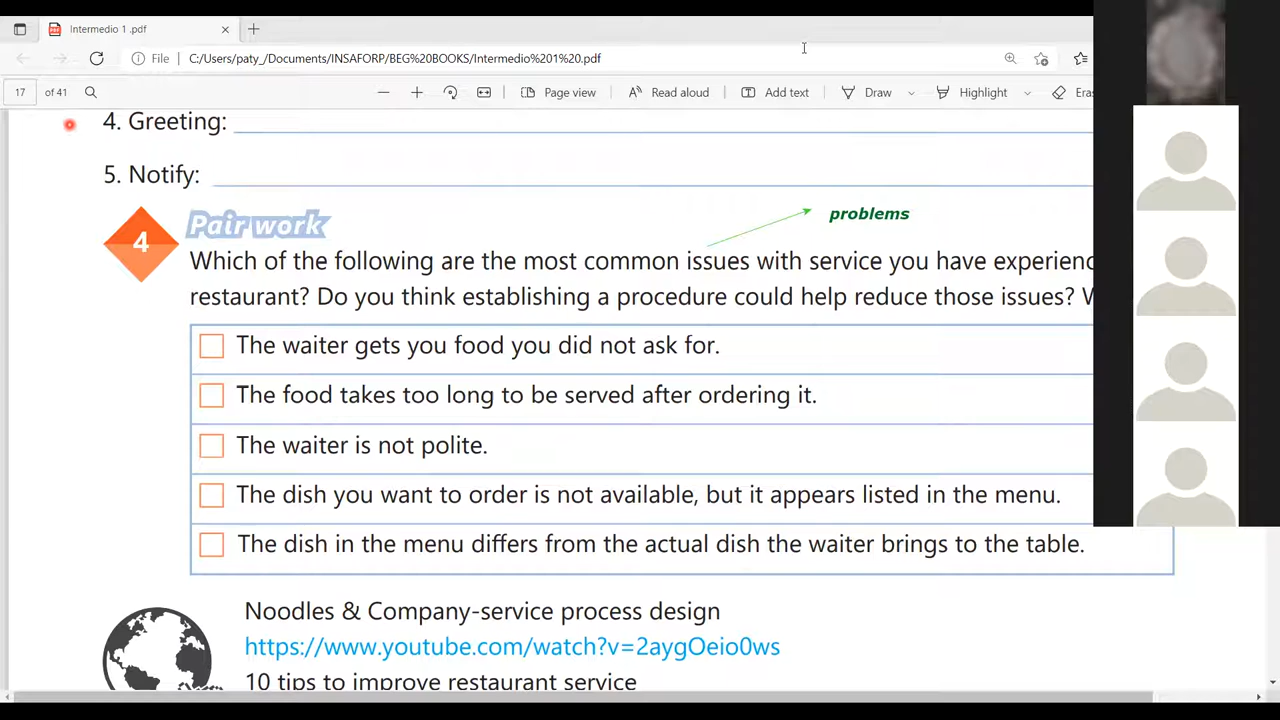 Intermedio 1 .pdf
File C:/Users/paty_/Documents/INSAFORP/BEG%20BOOKS/Intermedio%201%20.pdf
17 of 41 Page view Read aloud Add text Draw Highlight Eras
4. Greeting:
5. Notify:
4 Pair work
problems
Which of the following are the most common issues with service you have experienc
restaurant? Do you think establishing a procedure could help reduce those issues?
The waiter gets you food you did not ask for.
The food takes too long to be served after ordering it.
The waiter is not polite.
The dish you want to order is not available, but it appears listed in the menu.
The dish in the menu differs from the actual dish the waiter brings to the table.
Noodles & Company-service process design
https://www.youtube.com/watch?v=2aygOeio0ws
10 tips to improve restaurant service